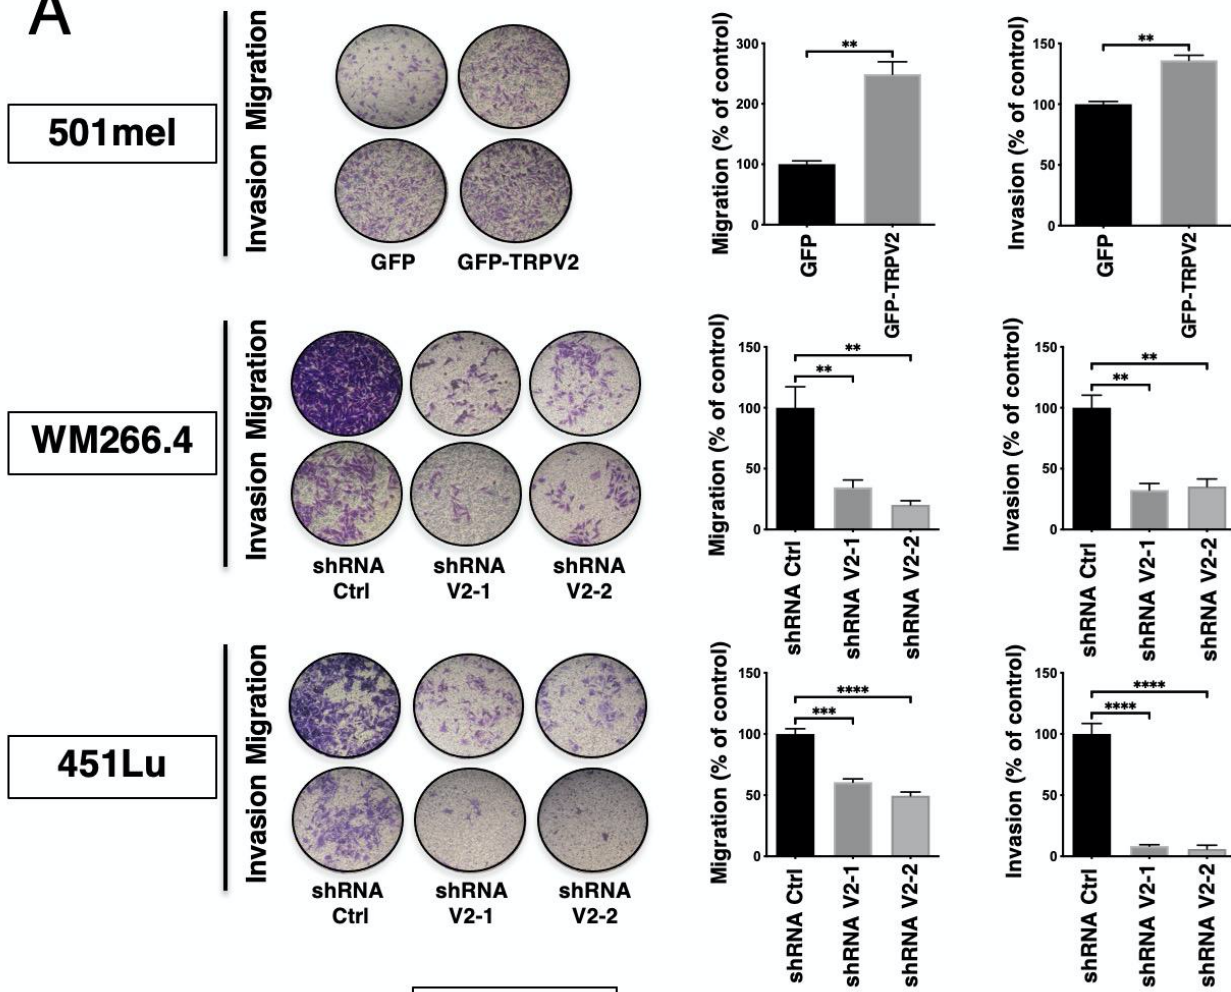 A
501mel
Migration
Invasion
GFP
GFP-TRPV2
Migration (% of control)
300
200
100
0
**
GFP
GFP-TRPV2
Invasion (% of control)
150
100
50
0
**
GFP
GFP-TRPV2
WM266.4
Migration
Invasion
shRNA
Ctrl
shRNA
V2-1
shRNA
V2-2
Migration (% of control)
150
100
50
0
**
**
shRNA Ctrl
shRNA V2-1
shRNA V2-2
Invasion (% of control)
150
100
50
0
**
**
shRNA Ctrl
shRNA V2-1
shRNA V2-2
451Lu
Migration
Invasion
shRNA
Ctrl
shRNA
V2-1
shRNA
V2-2
Migration (% of control)
150
100
50
0
****
***
shRNA Ctrl
shRNA V2-1
shRNA V2-2
Invasion (% of control)
150
100
50
0
****
****
shRNA Ctrl
shRNA V2-1
shRNA V2-2